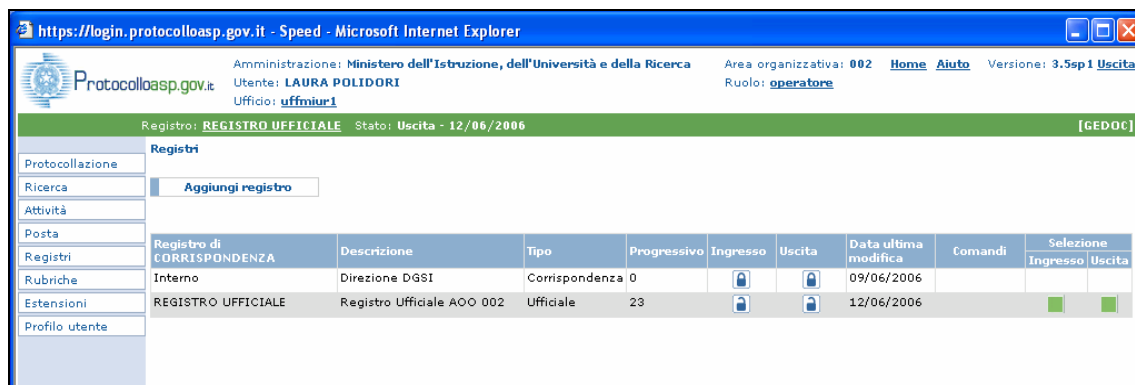 https://login.protocolloasp.gov.it - Speed - Microsoft Internet Explorer
Protocolloasp.gov.it
Amministrazione: Ministero dell'Istruzione, dell'Università e della Ricerca
Area organizzativa: 002 Home Aiuto Versione: 3.5sp1 Uscita
Utente: LAURA POLIDORI
Ruolo: operatore
Ufficio: uffmiur1
Registro: REGISTRO UFFICIALE Stato: Uscita - 12/06/2006 [GEDOC]
Protocollazione
Ricerca
Attività
Posta
Registri
Rubriche
Estensioni
Profilo utente
Registri
Aggiungi registro
Registro di CORRISPONDENZA Descrizione Tipo Progressivo Ingresso Uscita Data ultima modifica Comandi Selezione
Ingresso Uscita
Interno Direzione DGSI Corrispondenza 0 09/06/2006
REGISTRO UFFICIALE Registro Ufficiale AOO 002 Ufficiale 23 12/06/2006